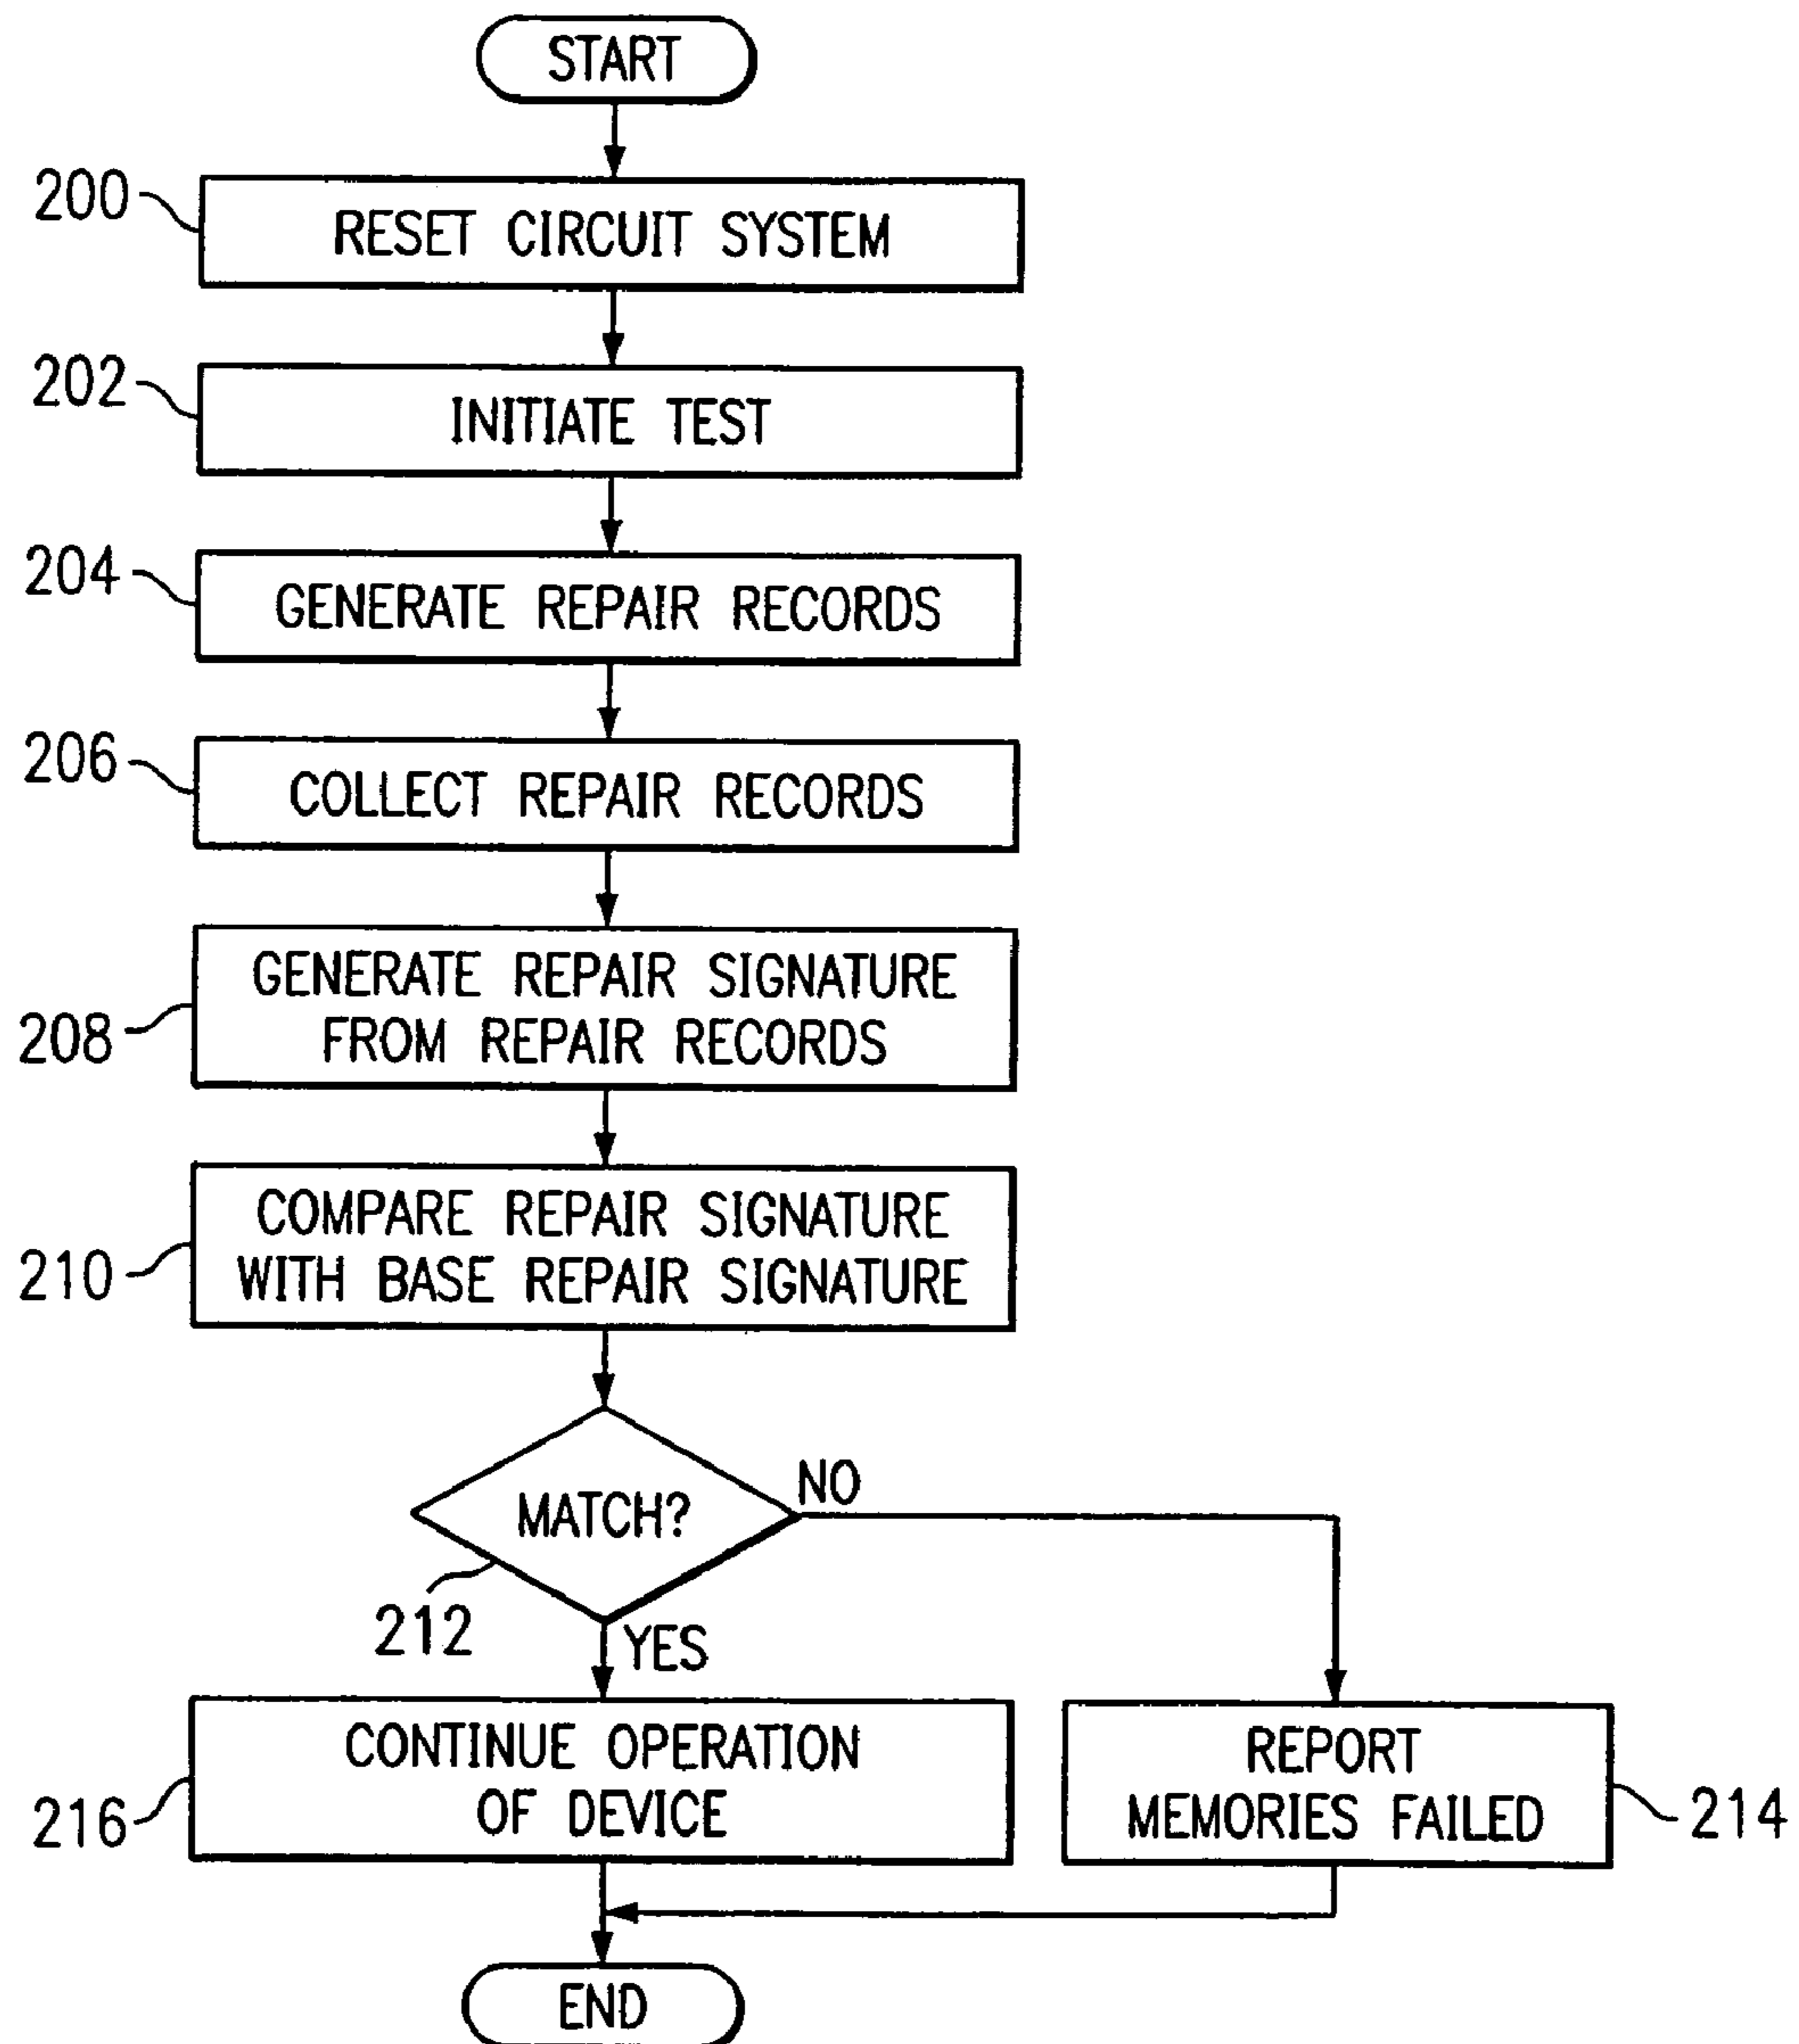 START
200
RESET CIRCUIT SYSTEM
202
INITIATE TEST
204
GENERATE REPAIR RECORDS
206
COLLECT REPAIR RECORDS
GENERATE REPAIR SIGNATURE
FROM REPAIR RECORDS
208
COMPARE REPAIR SIGNATURE
WITH BASE REPAIR SIGNATURE
210
MATCH?
NO
212
YES
CONTINUE OPERATION
OF DEVICE
216
REPORT
MEMORIES FAILED
214
END